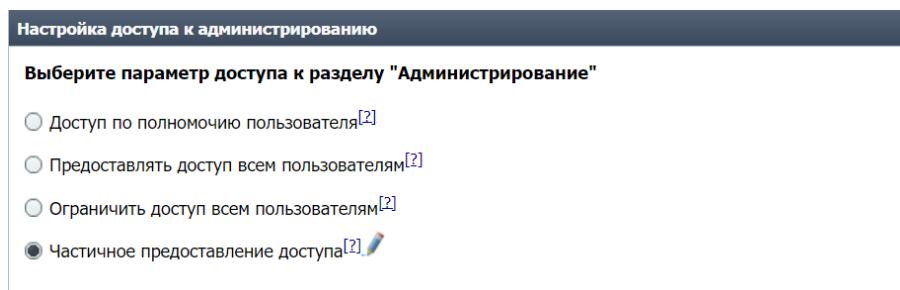 Настройка доступа к администрированию
Выберите параметр доступа к разделу "Администрирование"
Доступ по полномочию пользователя[?]
Предоставлять доступ всем пользователям[?]
Ограничить доступ всем пользователям[?]
Частичное предоставление доступа[?]